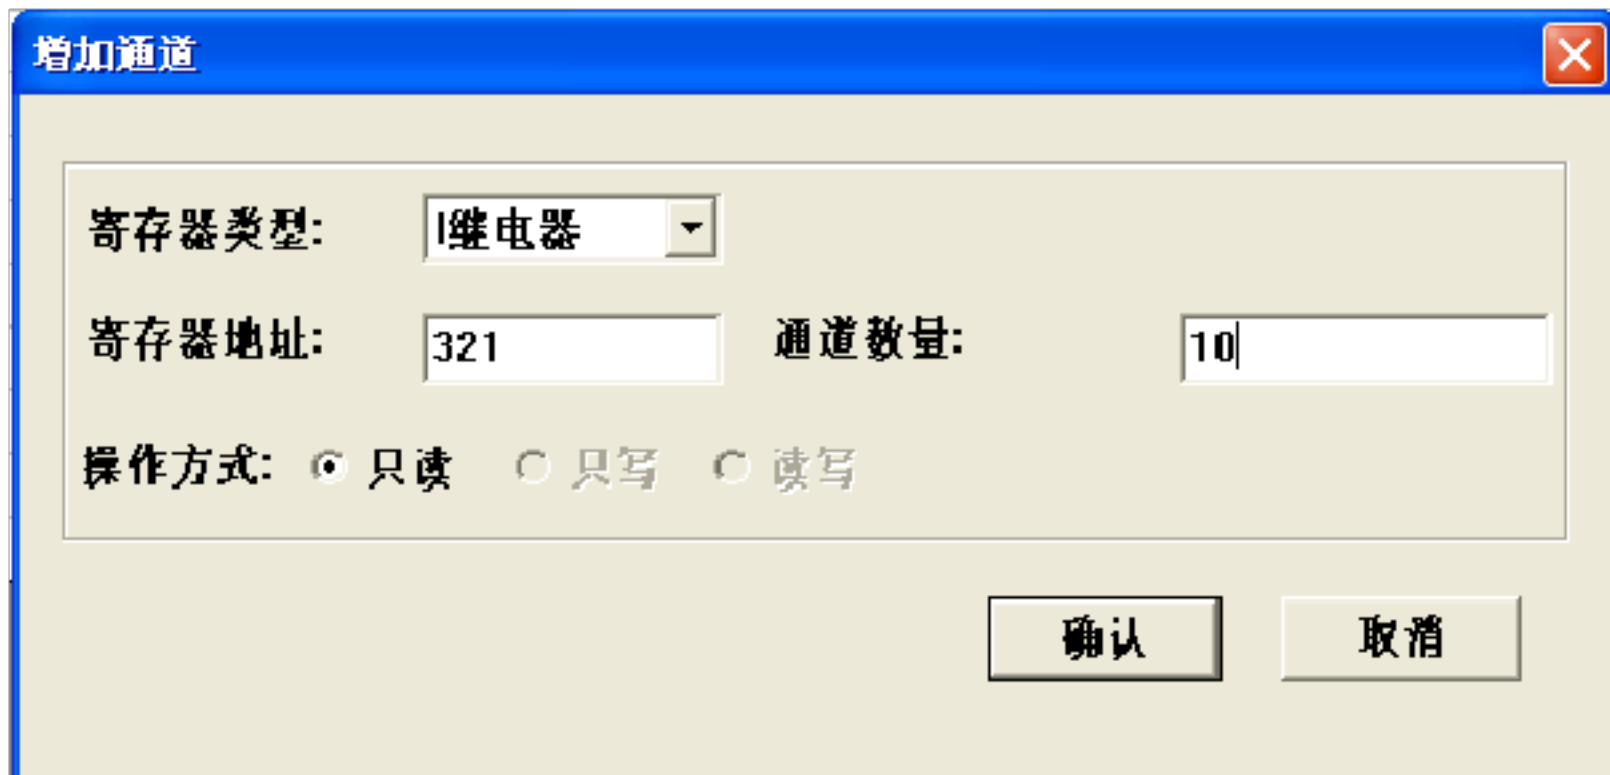 增加通道
寄存器类型: I继电器
寄存器地址: 321 通道数量: 10
操作方式: 只读 只写 读写
确认 取消